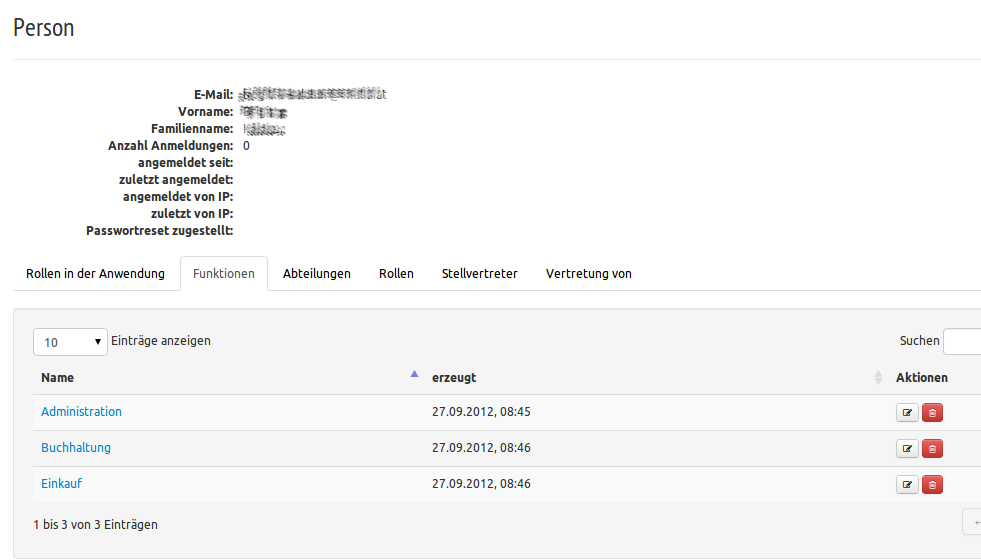 Person
E-Mail:
Vorname:
Familienname:
Anzahl Anmeldungen: 0
angemeldet seit:
zuletzt angemeldet:
angemeldet von IP:
zuletzt von IP:
Passwortreset zugestellt:
Rollen in der Anwendung Funktionen Abteilungen Rollen Stellvertreter Vertretung von
10 Einträge anzeigen Suchen
Name erzeugt Aktionen
Administration 27.09.2012, 08:45
Buchhaltung 27.09.2012, 08:46
Einkauf 27.09.2012, 08:46
1 bis 3 von 3 Einträgen